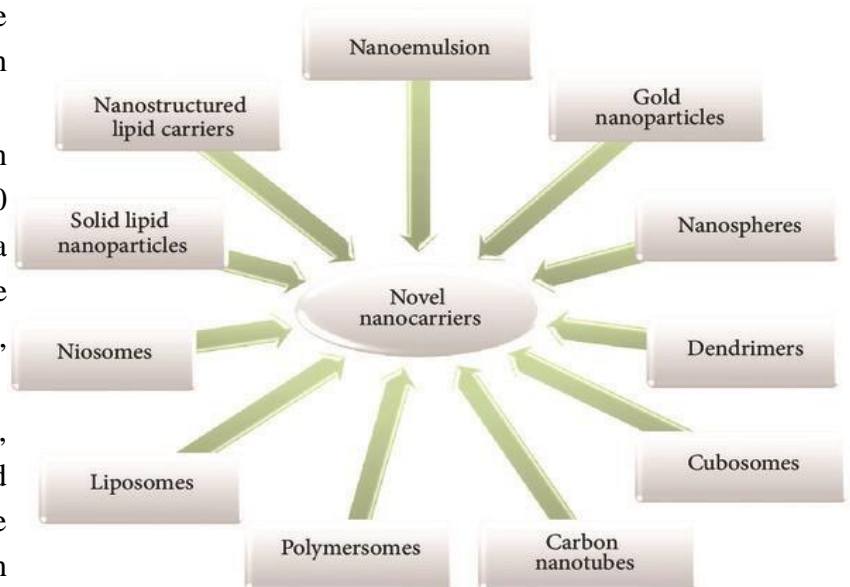 e
n
n
0
a
e
,
,
d
e
n
Nanoemulsion
Gold
nanoparticles
Nanostructured
lipid carriers
Solid lipid
nanoparticles
Nanospheres
Novel
nanocarriers
Niosomes
Dendrimers
Liposomes
Cubosomes
Polymersomes
Carbon
nanotubes